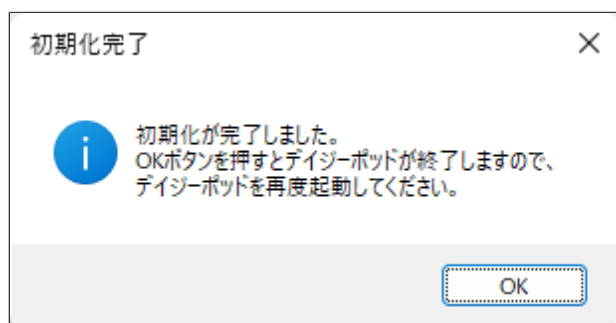 初期化完了
初期化が完了しました。
OKボタンを押すとデイジーポッドが終了しますので、
デイジーポッドを再度起動してください。
OK